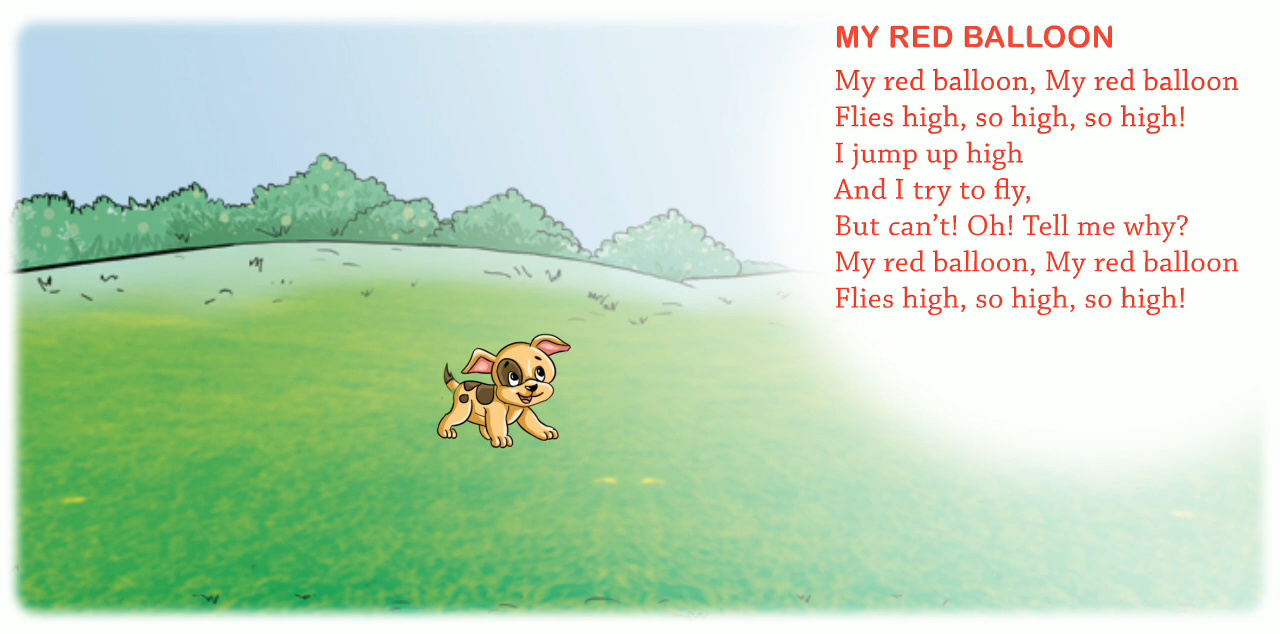 MY RED BALLOON
My red balloon, My red balloon
Flies high, so high, so high!
I jump up high
And I try to fly,
But can’t! Oh! Tell me why?
My red balloon, My red balloon
Flies high, so high, so high!